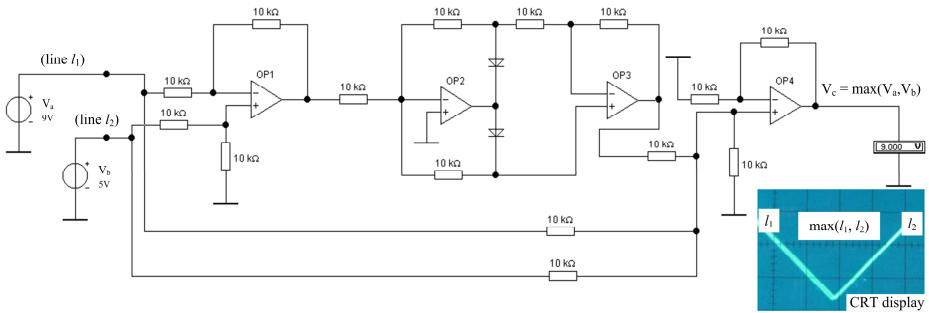 10 kΩ
10 kΩ
10 kΩ
10 kΩ
10 kΩ
(line l₁)
10 kΩ
OP1
10 kΩ
OP2
OP3
10 kΩ
OP4
Vₐ
9V
−
+
−
+
−
+
−
+
+
−
Vc = max(Va,Vb)
(line l₂)
10 kΩ
10 kΩ
10 kΩ
10 kΩ
10 kΩ
9.000 V
Vb
5V
+
−
10 kΩ
10 kΩ
l₁
max(l₁, l₂)
l₂
CRT display